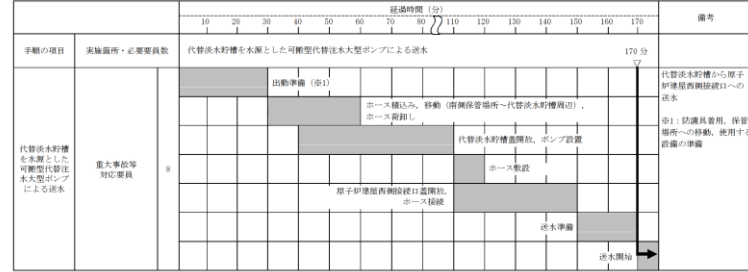 経過時間（分）
備考
10 20 30 40 50 60 110 120 130 140 150 160 170
手順の項目
実施箇所・必要要員数
代替淡水貯槽を水源とした可搬型代替注水大型ポンプによる送水
170 分
▽
代替淡水貯槽
を水源とした
可搬型代替注
水大型ポンプ
による送水
重大事故等
対応要員
8
出動準備（※1）
ホース積込み，移動（南側保管場所～代替淡水貯槽周辺），
ホース荷卸し
代替淡水貯槽蓋開放，ポンプ設置
ホース敷設
原子炉建屋西側接続口蓋開放，
ホース接続
送水準備
送水開始
代替淡水貯槽から原子
炉建屋西側接続口への
送水
※1：防護具着用，保管
場所への移動，使用する
設備の準備